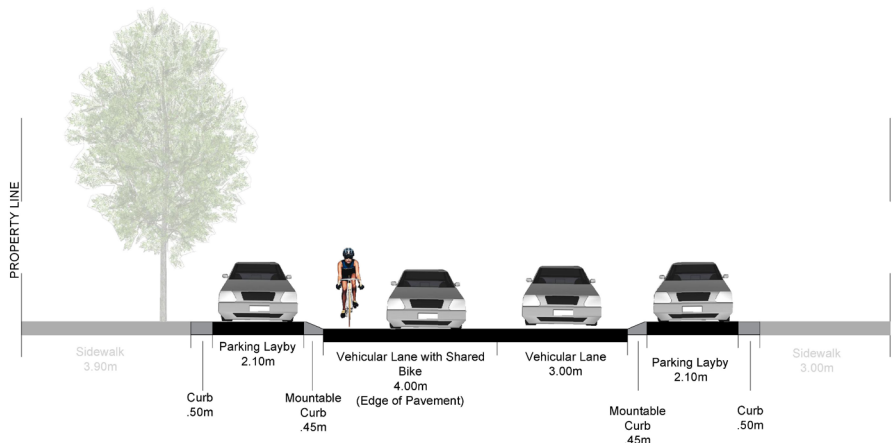 PROPERTY LINE
Sidewalk
3.90m
Curb
.50m
Parking Layby
2.10m
Mountable
Curb
.45m
Vehicular Lane with Shared
Bike
4.00m
(Edge of Pavement)
Vehicular Lane
3.00m
Mountable
Curb
.45m
Parking Layby
2.10m
Curb
.50m
Sidewalk
3.00m